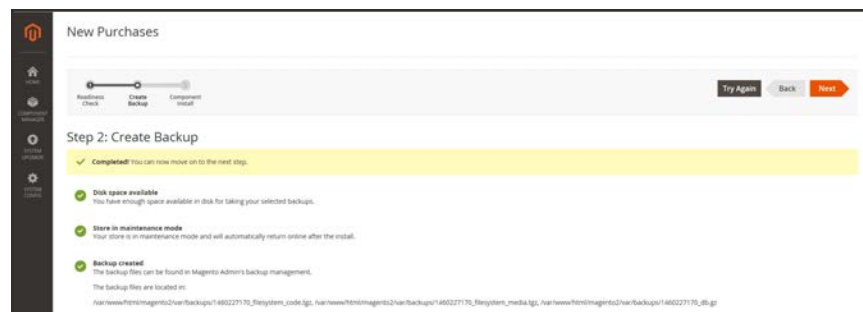 New Purchases
HOME
COMPONENT
MANAGER
SYSTEM
UPGRADE
SYSTEM
CONFIG
Readiness
Check
Create
Backup
Component
Install
Try Again
Back
Next
Step 2: Create Backup
Completed! You can now move on to the next step.
Disk space available
You have enough space available in disk for taking your selected backups.
Store in maintenance mode
Your store is in maintenance mode and will automatically return online after the install.
Backup created
The backup files can be found in Magento Admin's backup management.
The backup files are located in:
/var/www/html/magento2/var/backups/1460227170_filesystem_code.tgz, /var/www/html/magento2/var/backups/1460227170_filesystem_media.tgz, /var/www/html/magento2/var/backups/1460227170_db.gz